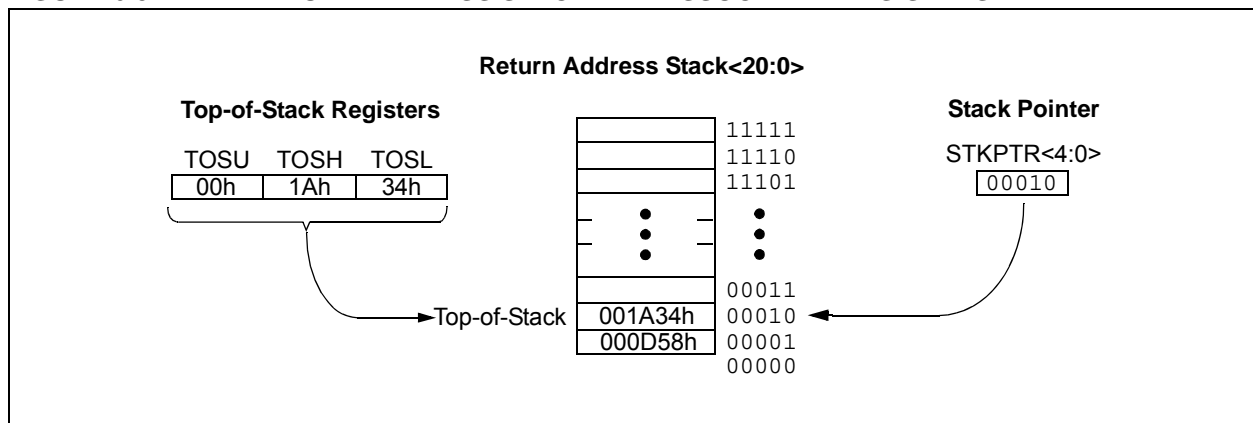 Return Address Stack<20:0>
Top-of-Stack Registers
Stack Pointer
TOSU TOSH TOSL
STKPTR<4:0>
00h 1Ah 34h
00010
11111
11110
11101
00011
Top-of-Stack 001A34h 00010
000D58h 00001
00000